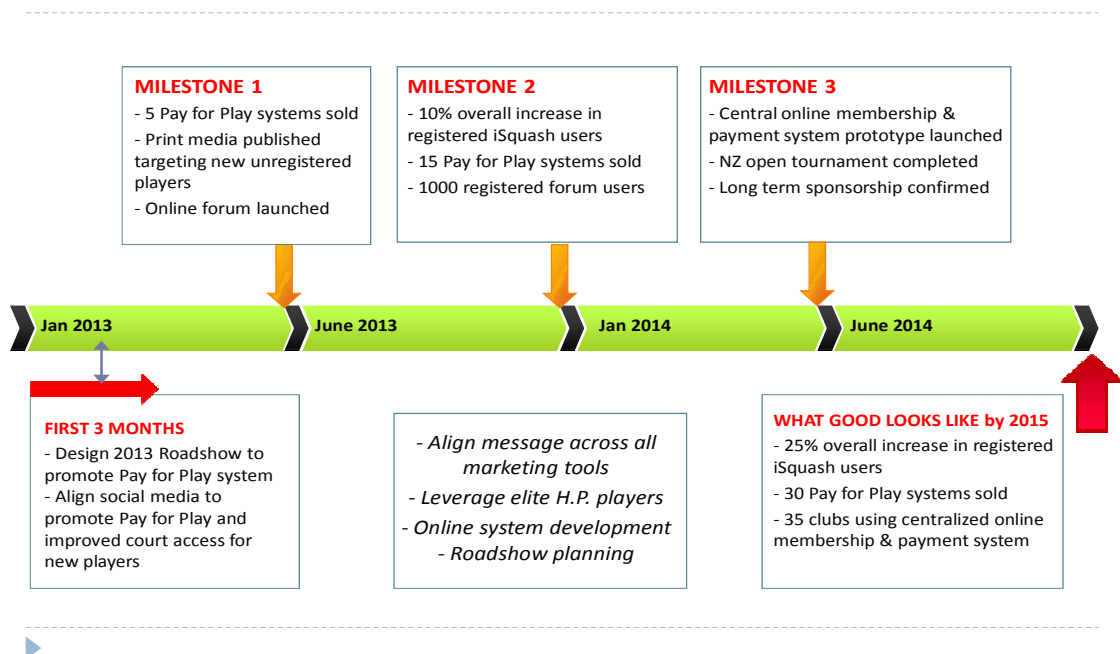 MILESTONE 1
- 5 Pay for Play systems sold
- Print media published
targeting new unregistered
players
- Online forum launched
MILESTONE 2
- 10% overall increase in
registered iSquash users
- 15 Pay for Play systems sold
- 1000 registered forum users
MILESTONE 3
- Central online membership &
payment system prototype launched
- NZ open tournament completed
- Long term sponsorship confirmed
Jan 2013
June 2013
Jan 2014
June 2014
FIRST 3 MONTHS
- Design 2013 Roadshow to
promote Pay for Play system
- Align social media to
promote Pay for Play and
improved court access for
new players
- Align message across all
marketing tools
- Leverage elite H.P. players
- Online system development
- Roadshow planning
WHAT GOOD LOOKS LIKE by 2015
- 25% overall increase in registered
iSquash users
- 30 Pay for Play systems sold
- 35 clubs using centralized online
membership & payment system